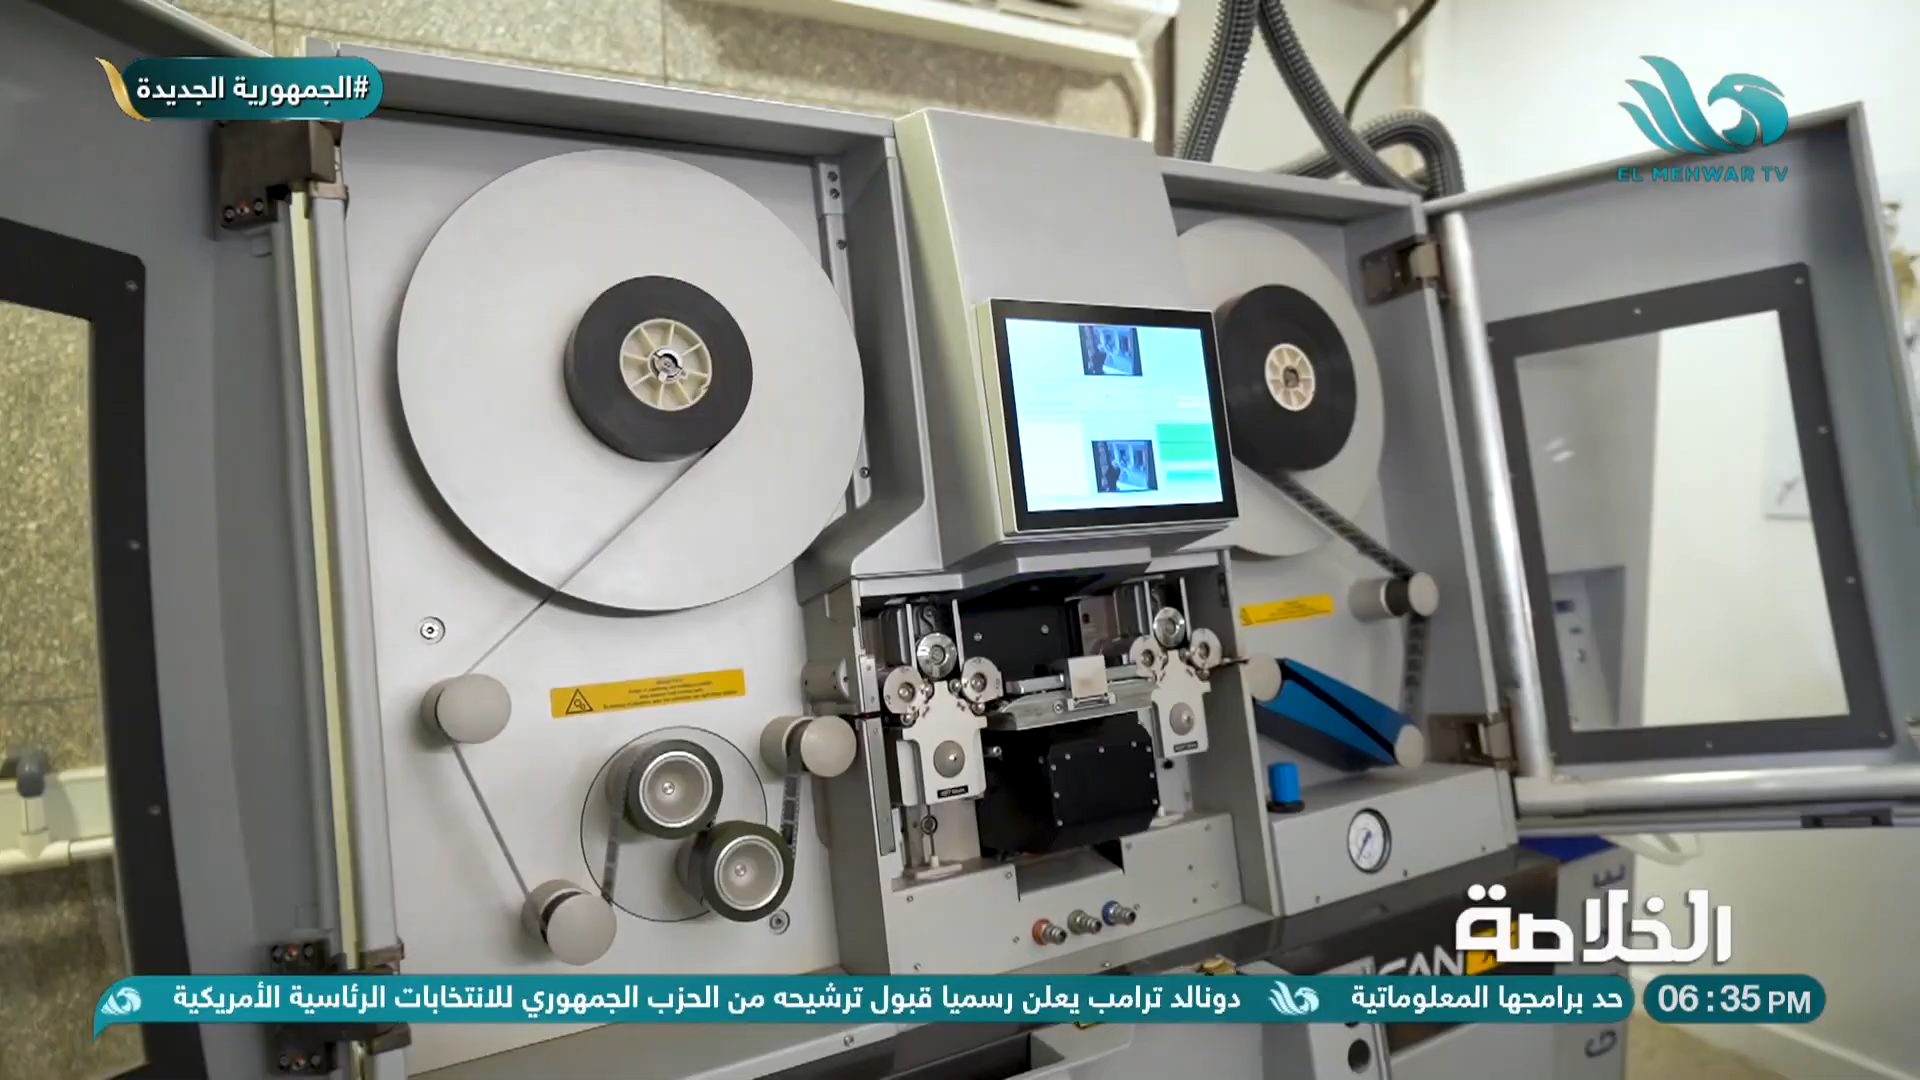 #الجمهورية الجديدة
EL MEHWAR TV
الخلاصة
حد برامجها المعلوماتية
دونالد ترامب يعلن رسميا قبول ترشيحه من الحزب الجمهوري للانتخابات الرئاسية الأمريكية
06:35 PM